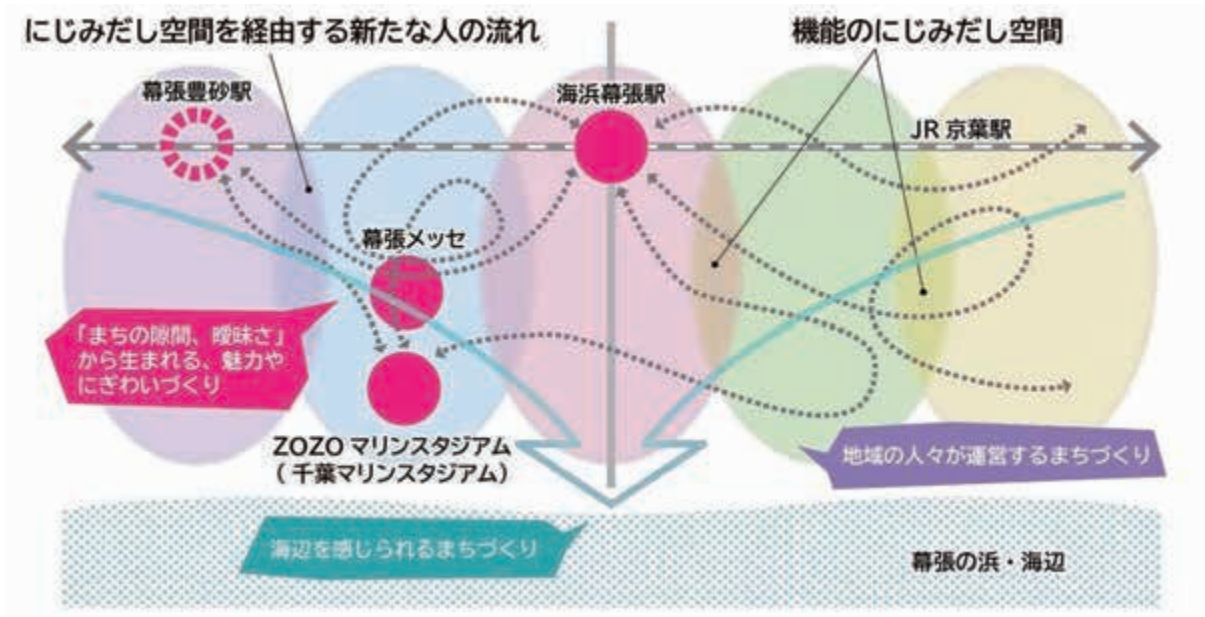 にじみだし空間を経由する新たな人の流れ
機能のにじみだし空間
幕張豊砂駅
海浜幕張駅
JR 京葉駅
幕張メッセ
「まちの隙間、曖昧さ」
から生まれる、魅力や
にぎわいづくり
ZOZO マリンスタジアム
( 千葉マリンスタジアム)
地域の人々が運営するまちづくり
海辺を感じられるまちづくり
幕張の浜・海辺